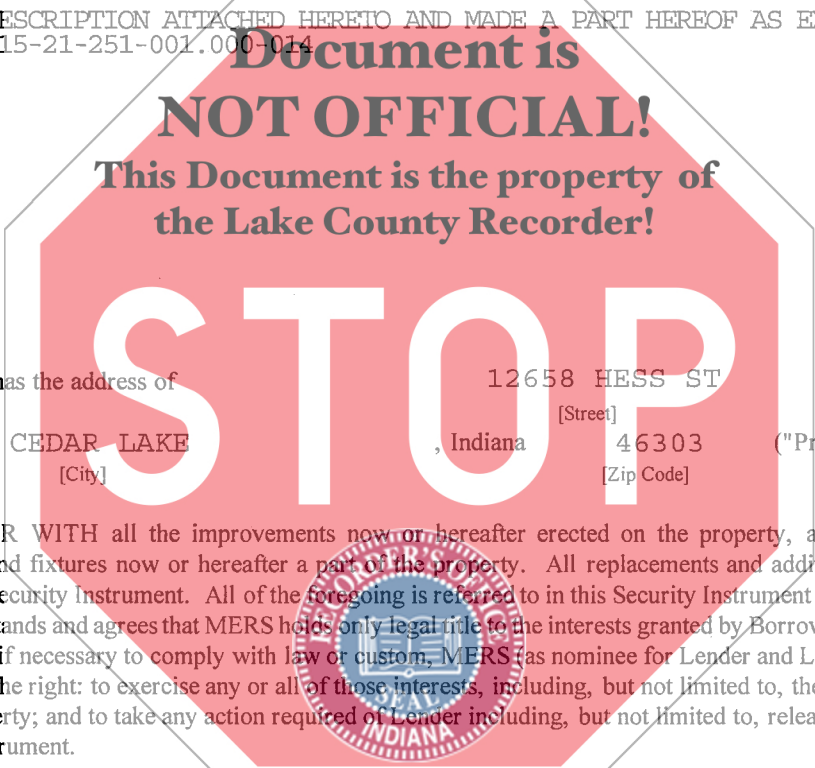 ESCRIPTION ATTACHED HERETO AND MADE A PART HEREOF AS E
15-21-251-001.000-014
Document is
NOT OFFICIAL!
This Document is the property of
the Lake County Recorder!
STOP
as the address of 12658 HESS ST
[Street]
CEDAR LAKE , Indiana 46303 ("Pr
[City] [Zip Code]
R WITH all the improvements now or hereafter erected on the property, a
nd fixtures now or hereafter a part of the property. All replacements and addi
ecurity Instrument. All of the foregoing is referred to in this Security Instrument
ands and agrees that MERS holds only legal title to the interests granted by Borrov
if necessary to comply with law or custom, MERS (as nominee for Lender and L
he right: to exercise any or all of those interests, including, but not limited to, the
rty; and to take any action required of Lender including, but not limited to, relea
rument.
RECORDER'S OFFICE
SEAL
INDIANA